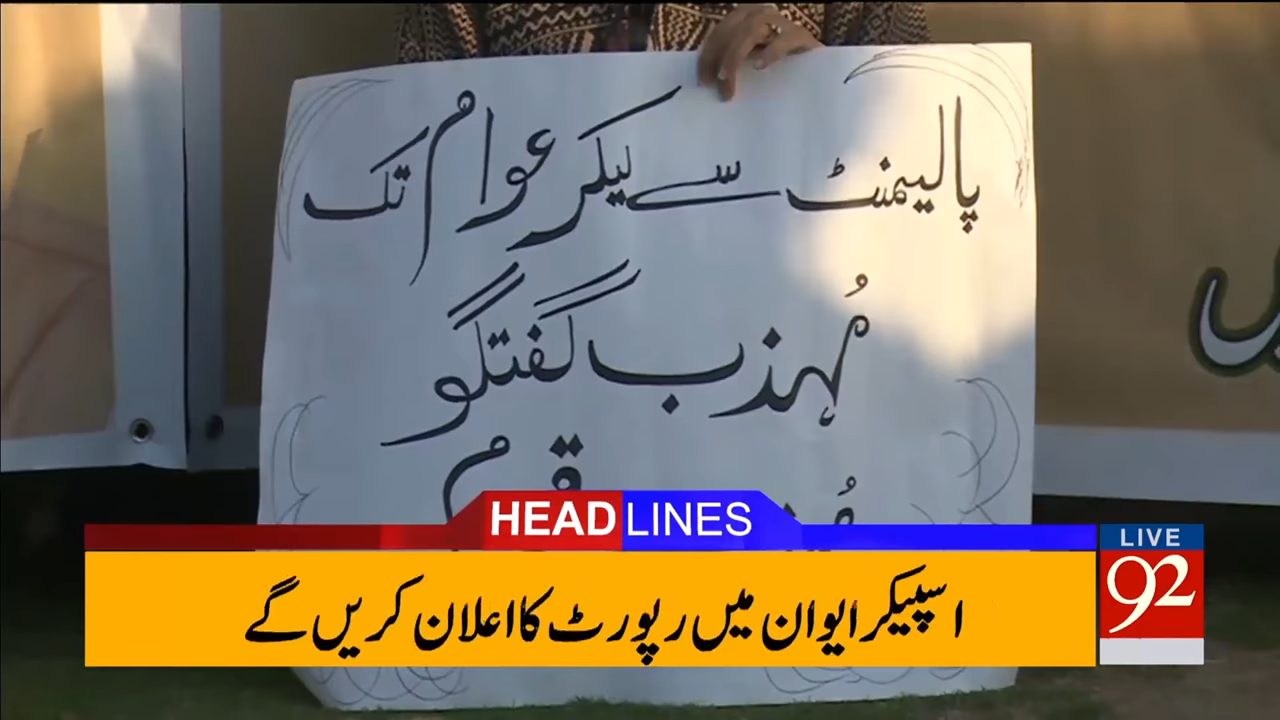 پالیمنٹ سے لیکر عوام تک
مُہذب گفتگو
HEADLINES
LIVE
92
اسپیکر ایوان میں رپورٹ کا اعلان کریں گے